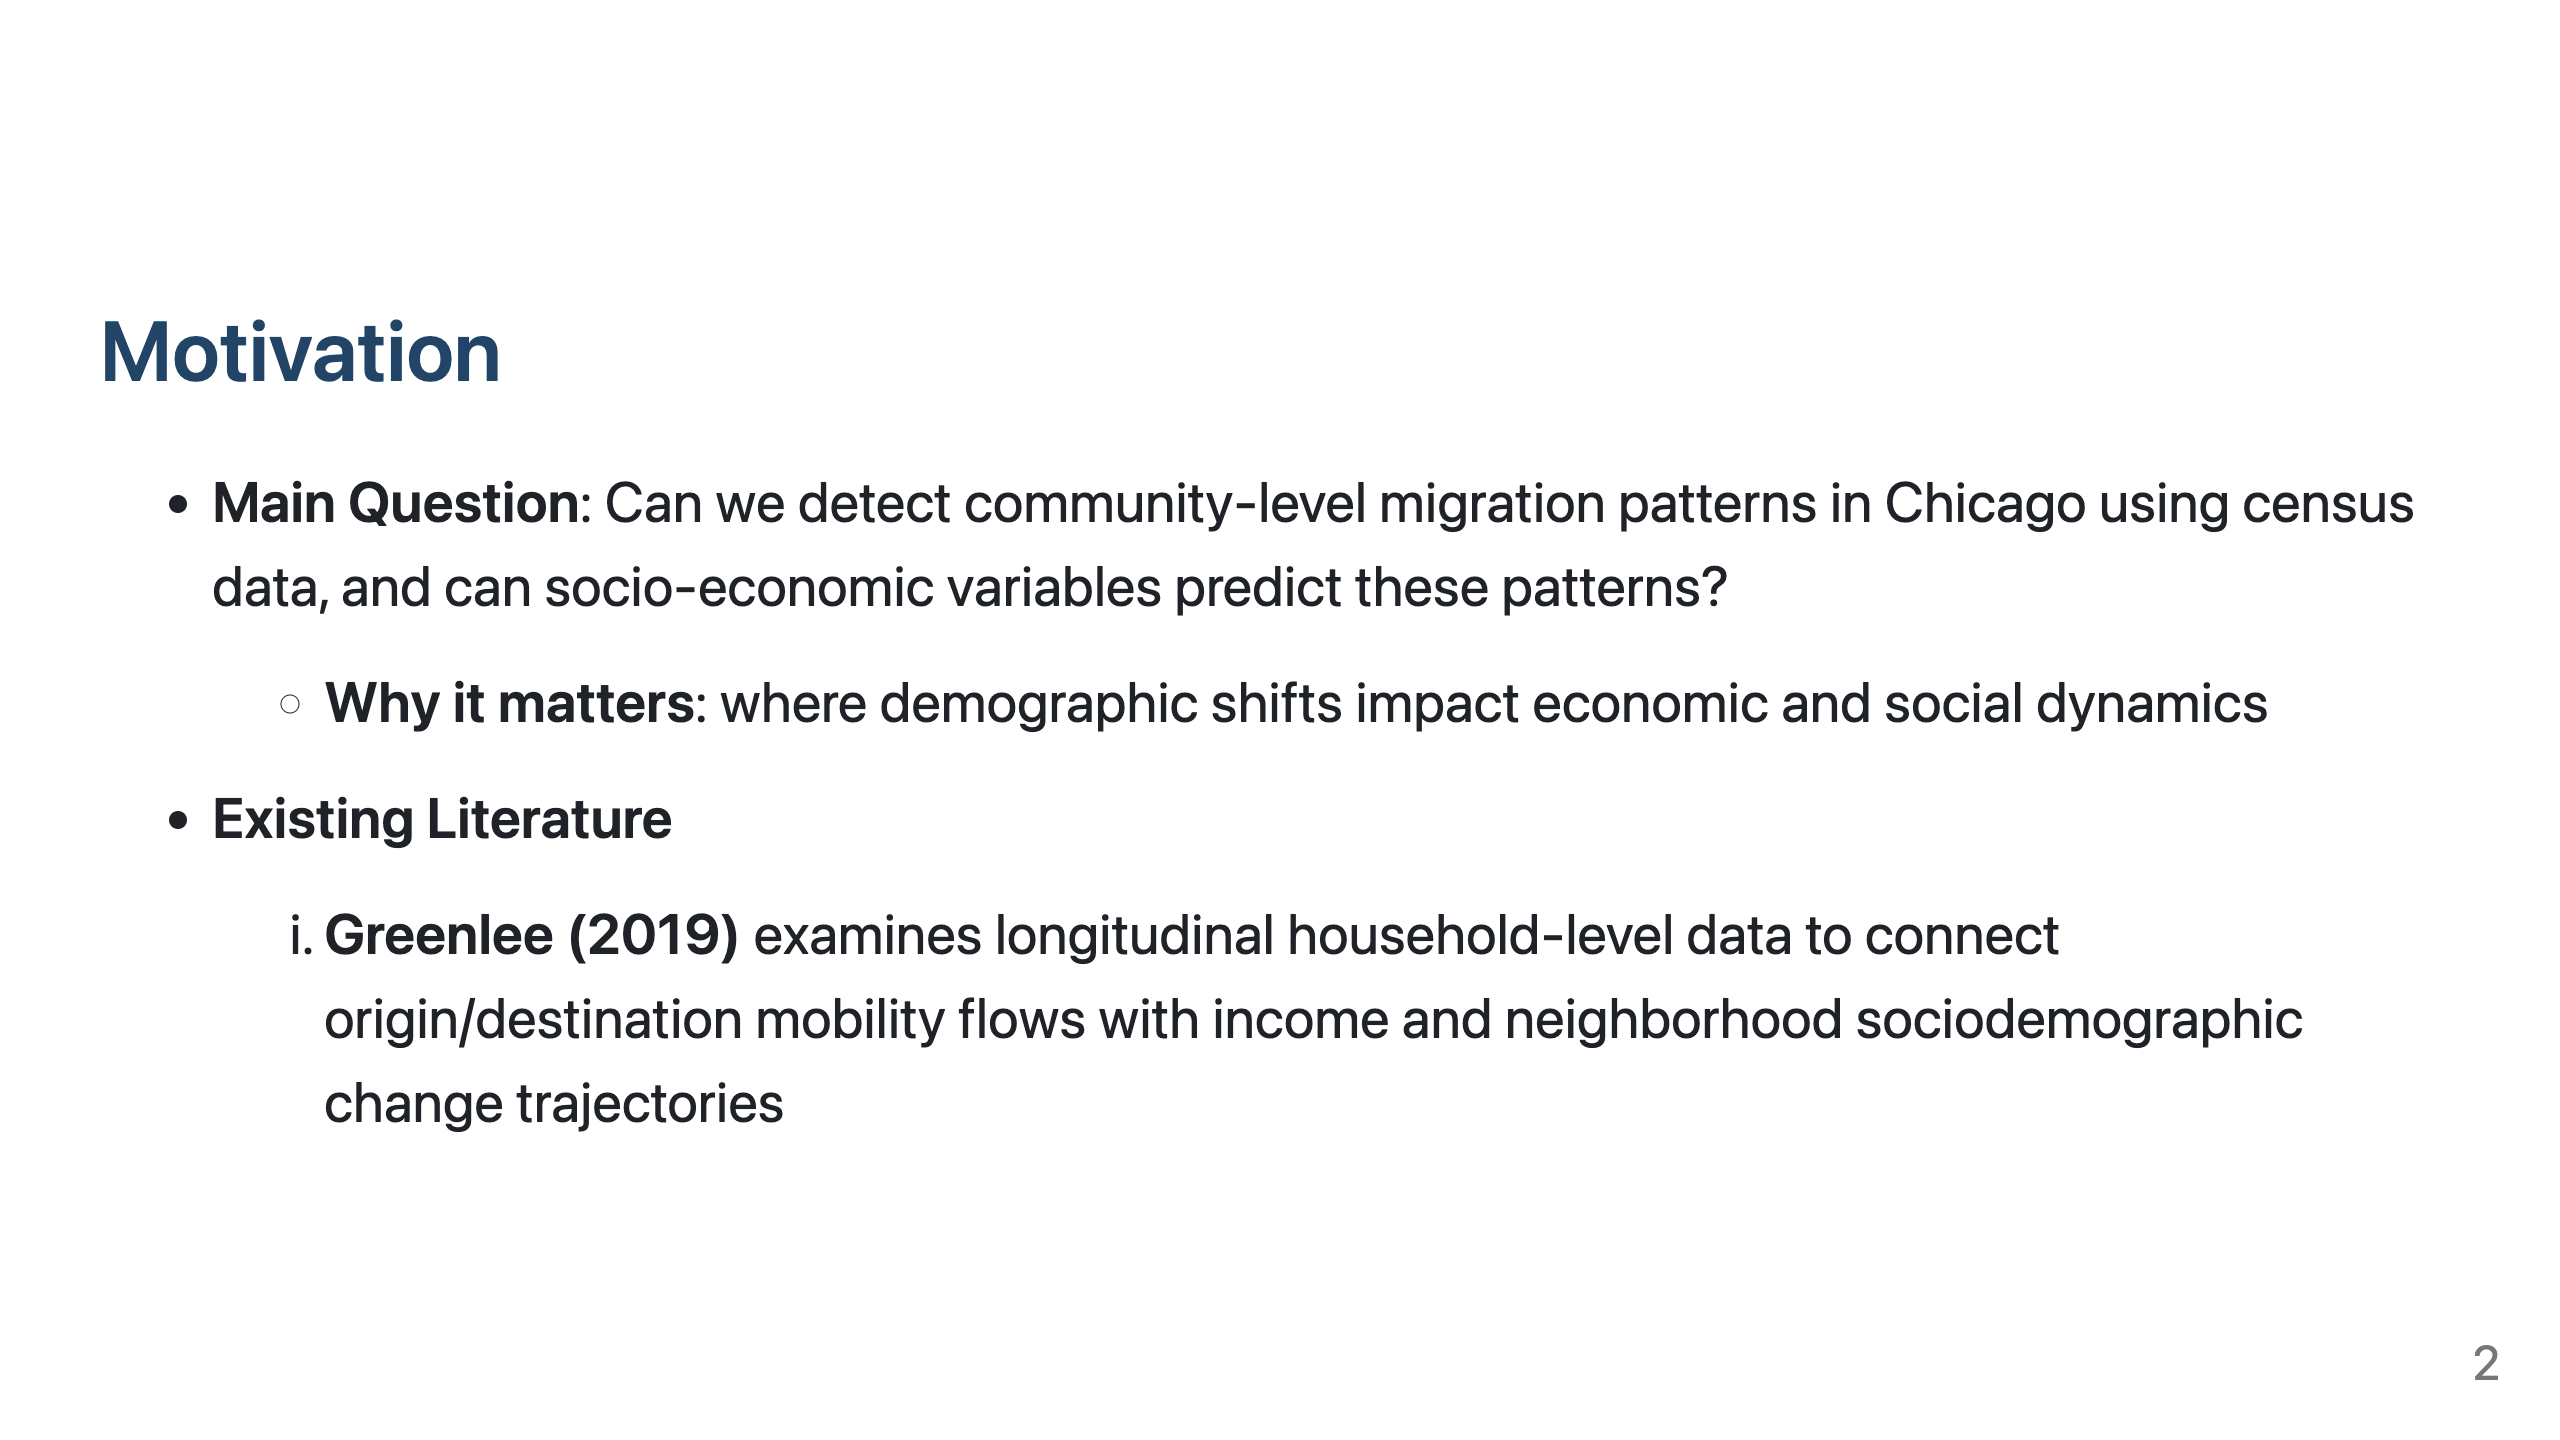 Motivation
• Main Question: Can we detect community-level migration patterns in Chicago using census
data, and can socio-economic variables predict these patterns?
○ Why it matters: where demographic shifts impact economic and social dynamics
• Existing Literature
i. Greenlee (2019) examines longitudinal household-level data to connect
origin/destination mobility flows with income and neighborhood sociodemographic
change trajectories
2